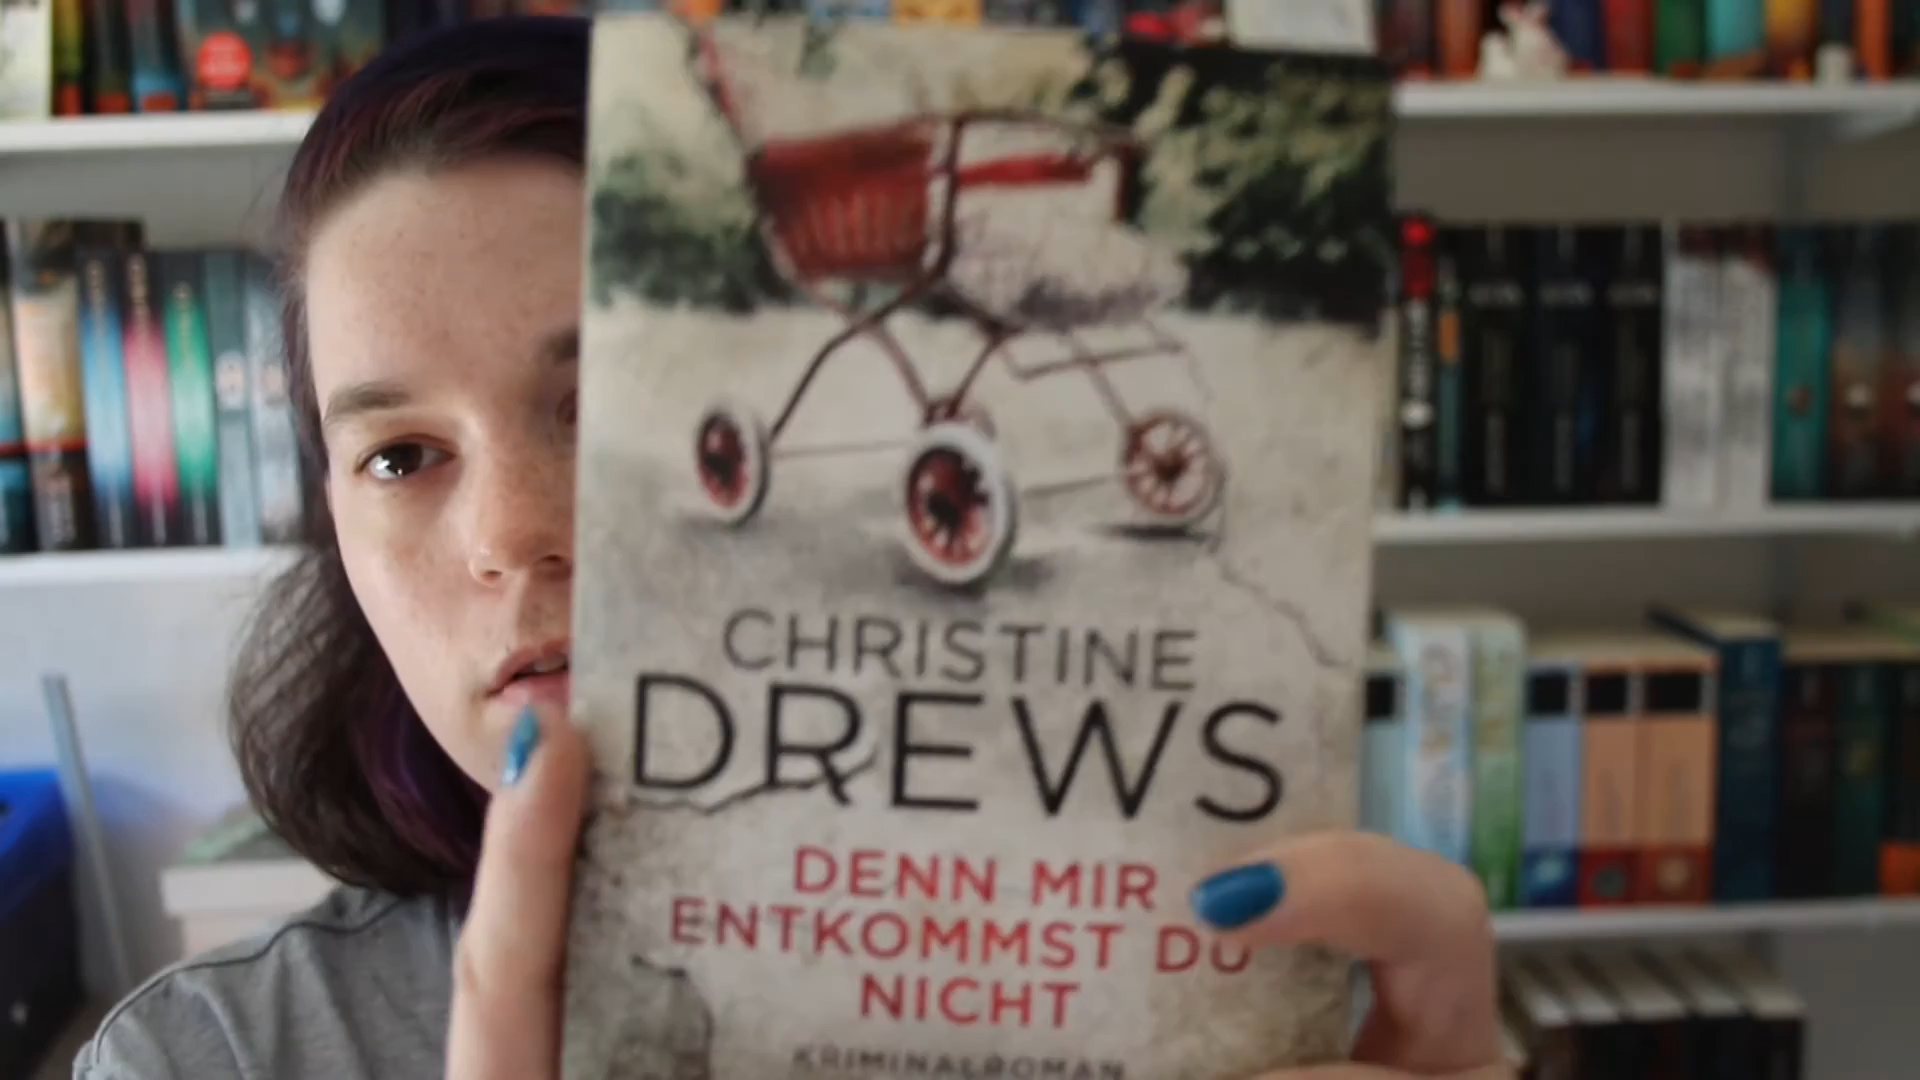 CHRISTINE
DREWS
DENN MIR
ENTKOMMST DU
NICHT
KRIMINALROMAN